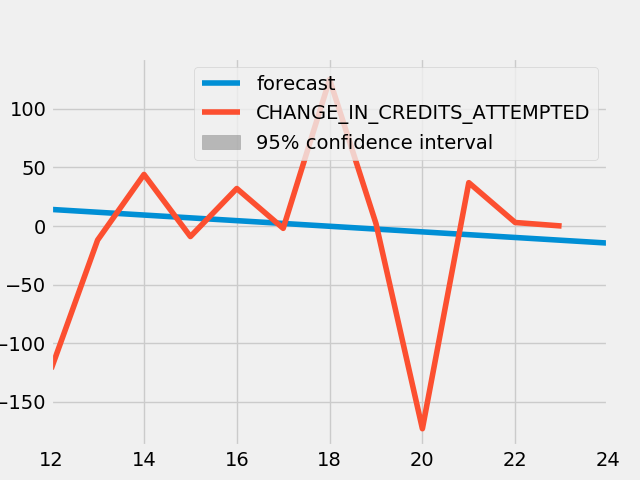 forecast
CHANGE_IN_CREDITS_ATTEMPTED
95% confidence interval
100
50
0
−50
−100
−150
12 14 16 18 20 22 24